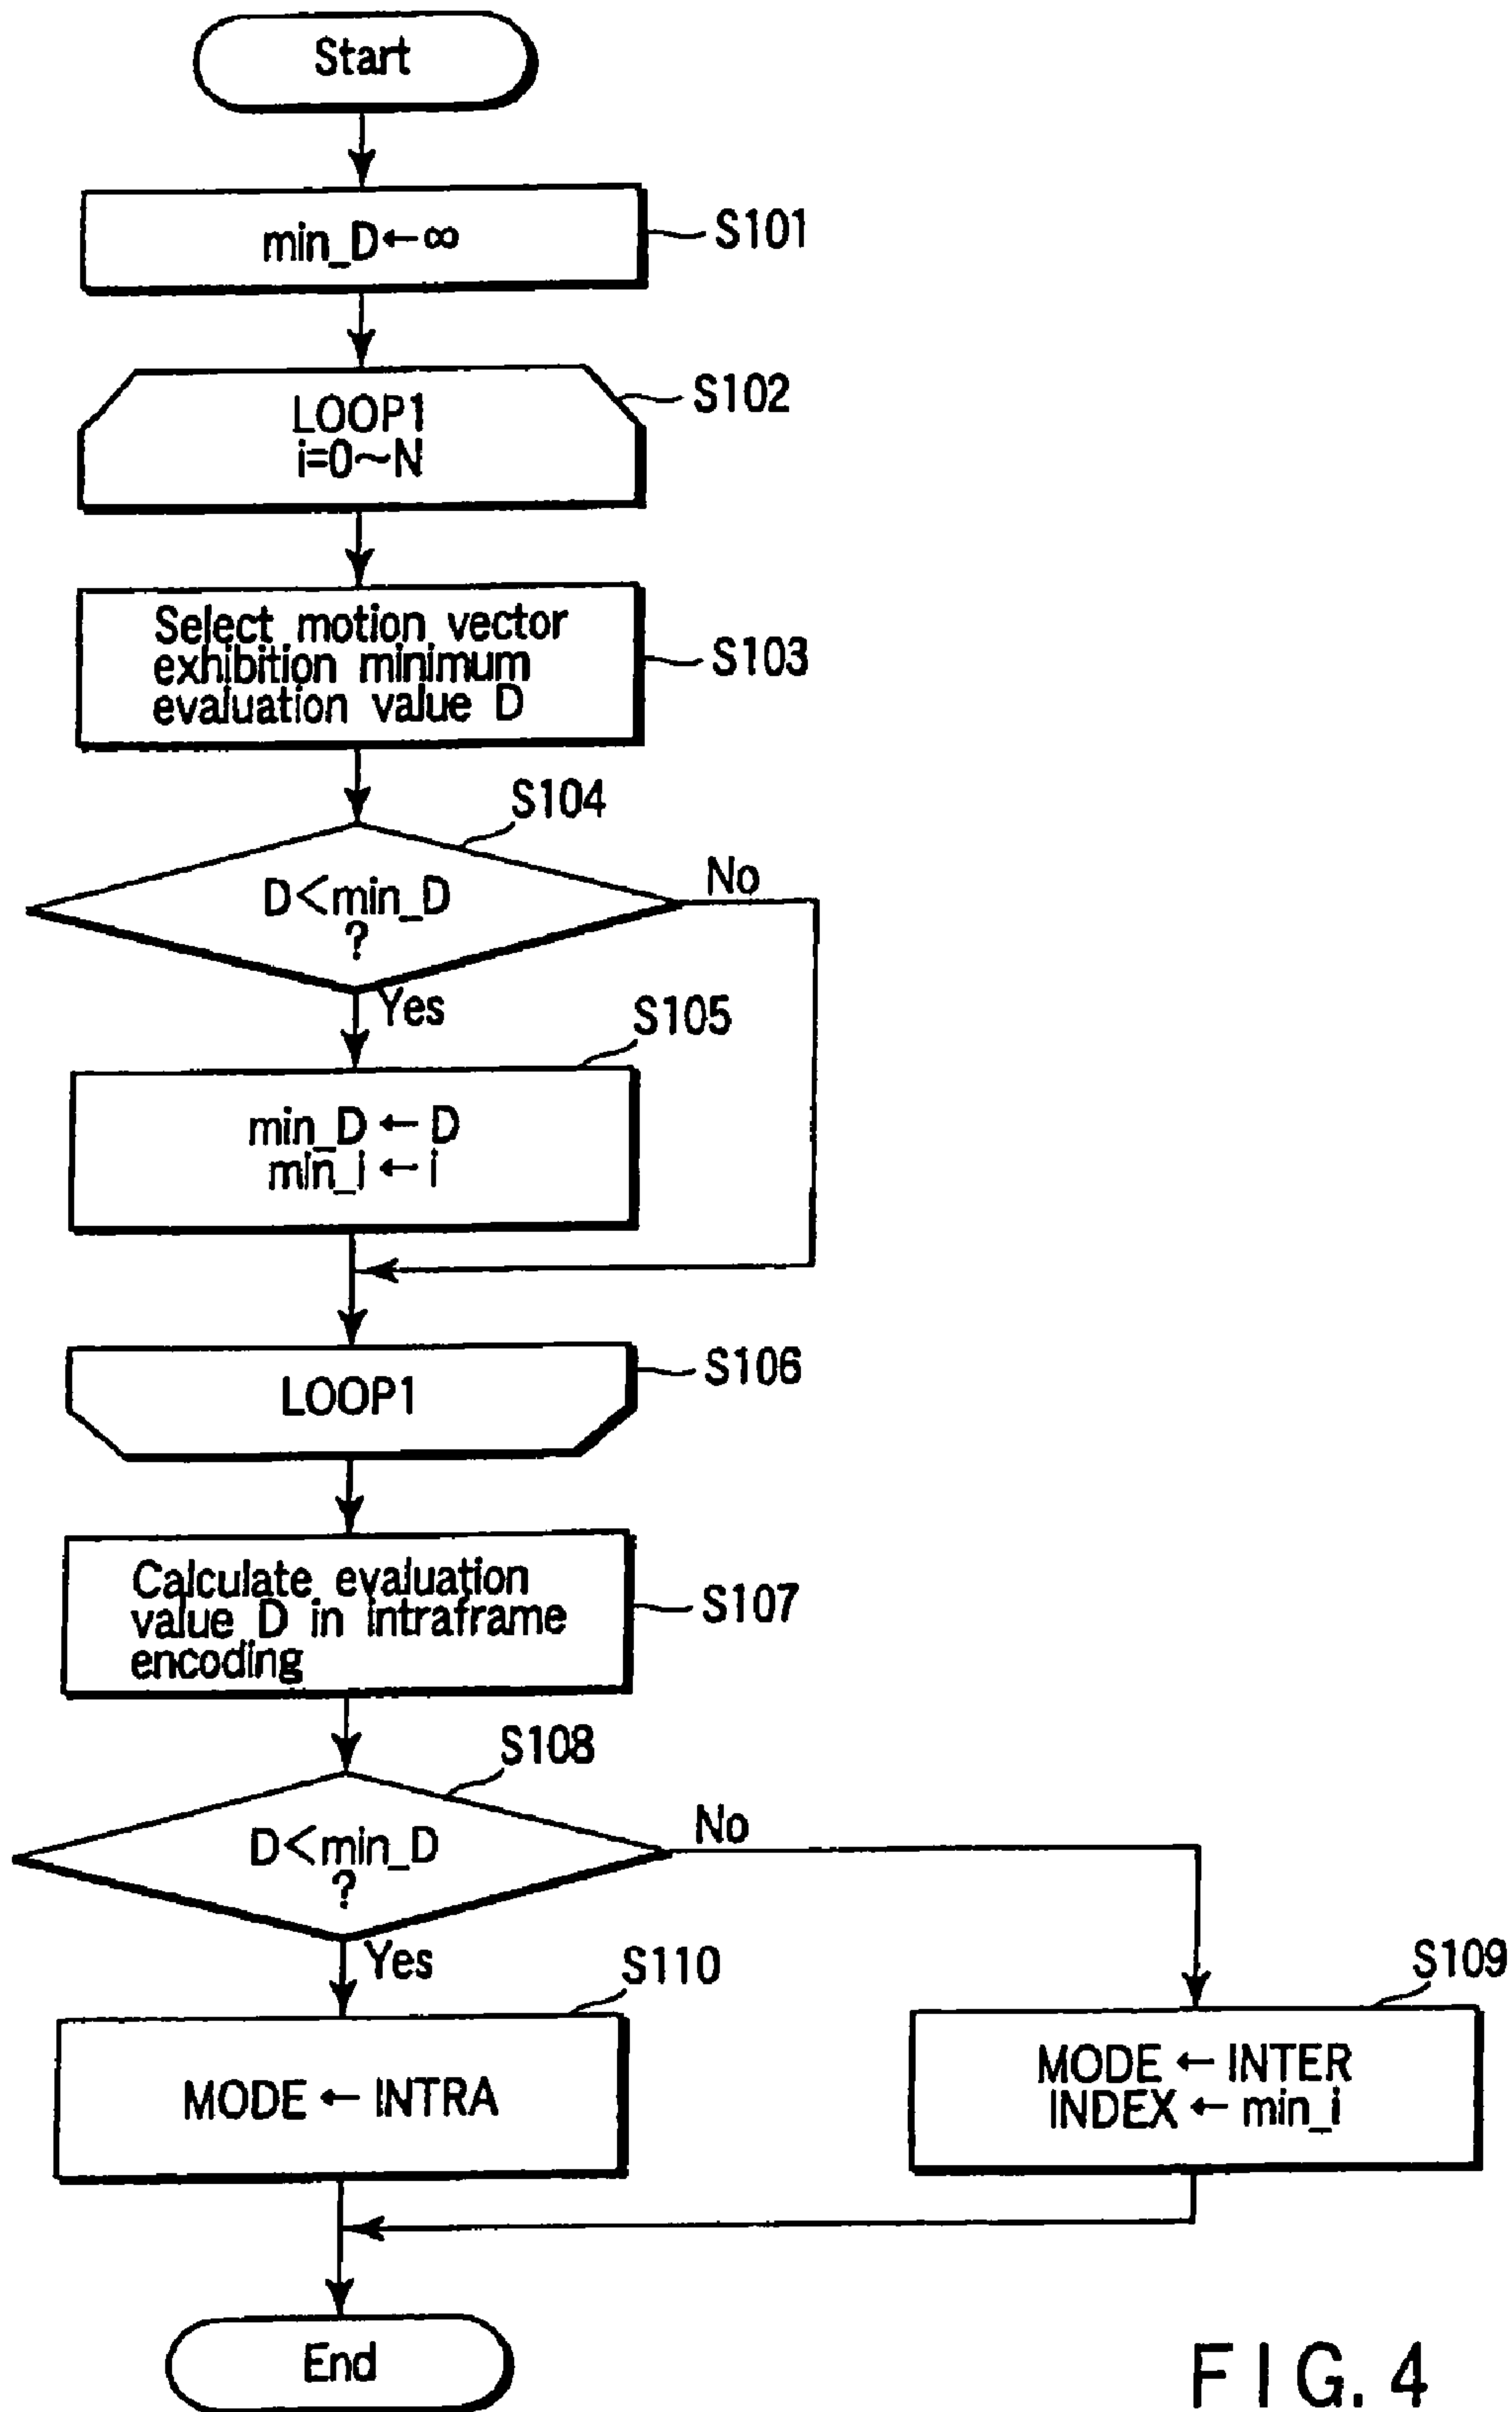 Start
min_D←∞
S101
LOOP1
i=0~N
S102
Select motion vector
exhibition minimum
evaluation value D
S103
S104
D<min_D
?
No
Yes
S105
min_D ← D
min_i ← i
LOOP1
S106
Calculate evaluation
value D in intraframe
encoding
S107
S108
D<min_D
?
No
Yes
S110
S109
MODE ← INTRA
MODE ← INTER
INDEX ← min_i
End
FIG. 4